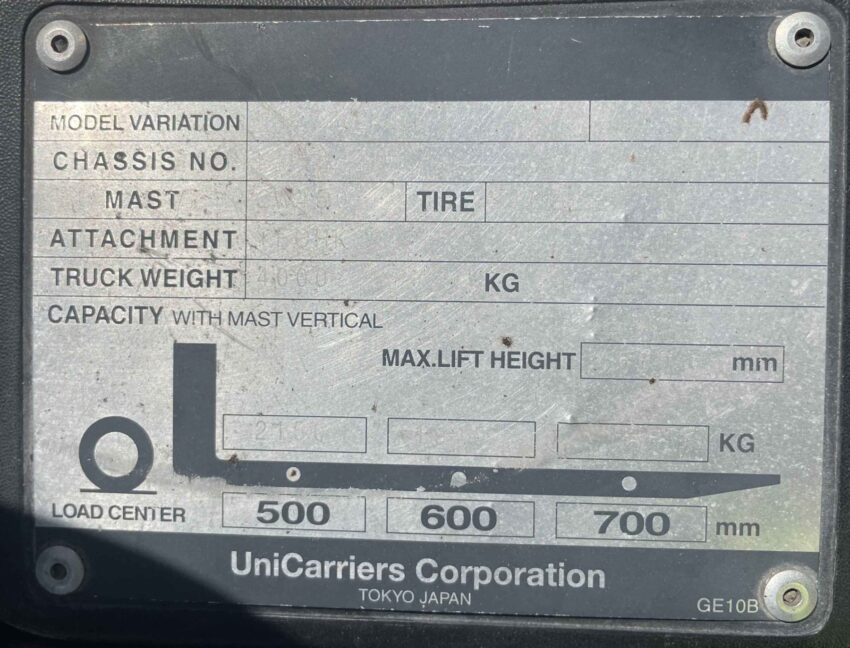 MODEL VARIATION
CHASSIS NO.
MAST TIRE
ATTACHMENT
TRUCK WEIGHT KG
CAPACITY WITH MAST VERTICAL
MAX.LIFT HEIGHT mm
KG
LOAD CENTER 500 600 700 mm
UniCarriers Corporation
TOKYO JAPAN
GE10B